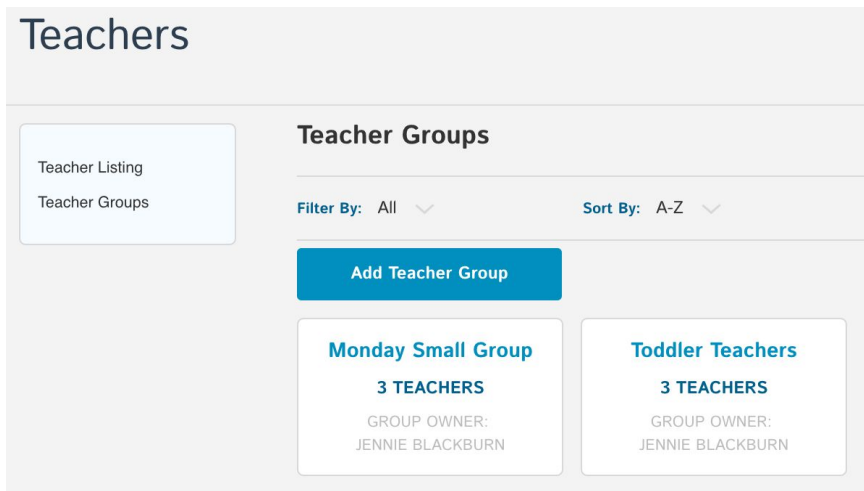 Teachers
Teacher Listing
Teacher Groups
Teacher Groups
Filter By: All
Sort By: A-Z
Add Teacher Group
Monday Small Group
3 TEACHERS
GROUP OWNER:
JENNIE BLACKBURN
Toddler Teachers
3 TEACHERS
GROUP OWNER:
JENNIE BLACKBURN